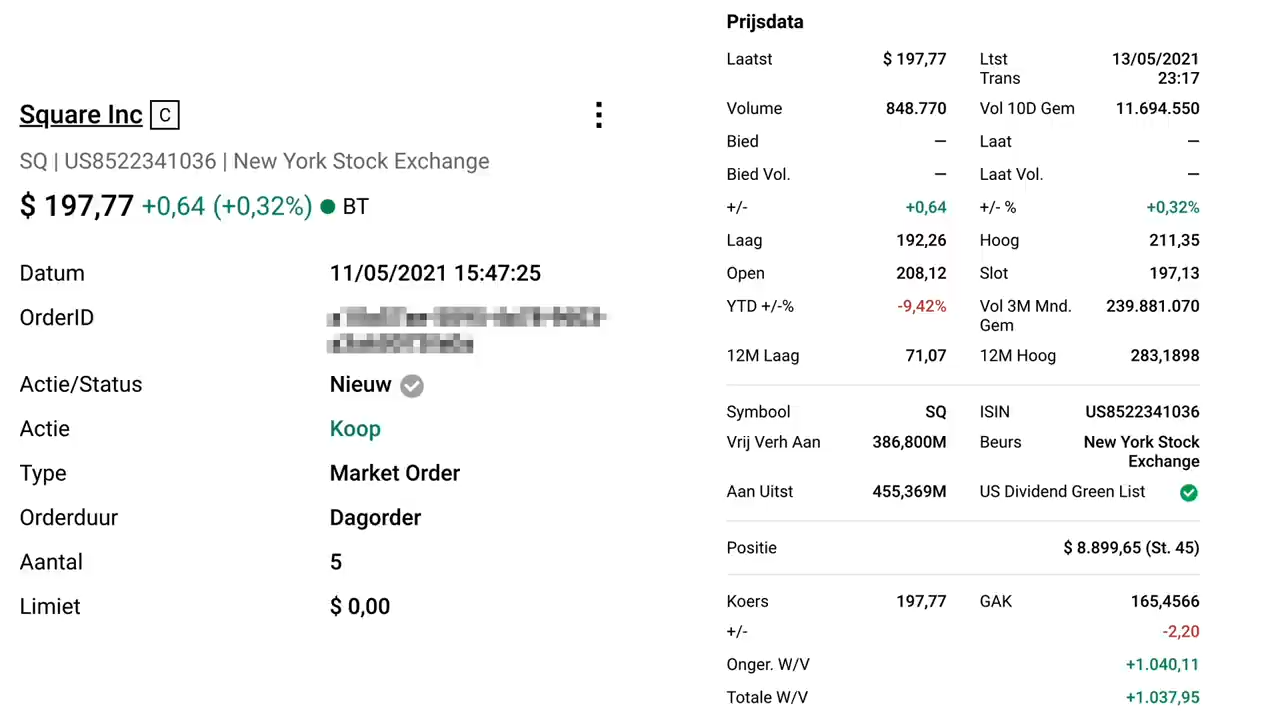 Square Inc C
SQ | US8522341036 | New York Stock Exchange
$ 197,77 +0,64 (+0,32%) BT
Datum 11/05/2021 15:47:25
OrderID
Actie/Status Nieuw
Actie Koop
Type Market Order
Orderduur Dagorder
Aantal 5
Limiet $ 0,00
Prijsdata
Laatst $ 197,77 Ltst 13/05/2021
Trans 23:17
Volume 848.770 Vol 10D Gem 11.694.550
Bied — Laat —
Bied Vol. — Laat Vol. —
+/- +0,64 +/- % +0,32%
Laag 192,26 Hoog 211,35
Open 208,12 Slot 197,13
YTD +/-% -9,42% Vol 3M Mnd. 239.881.070
Gem
12M Laag 71,07 12M Hoog 283,1898
Symbool SQ ISIN US8522341036
Vrij Verh Aan 386,800M Beurs New York Stock
Exchange
Aan Uitst 455,369M US Dividend Green List
Positie $ 8.899,65 (St. 45)
Koers 197,77 GAK 165,4566
+/- -2,20
Onger. W/V +1.040,11
Totale W/V +1.037,95